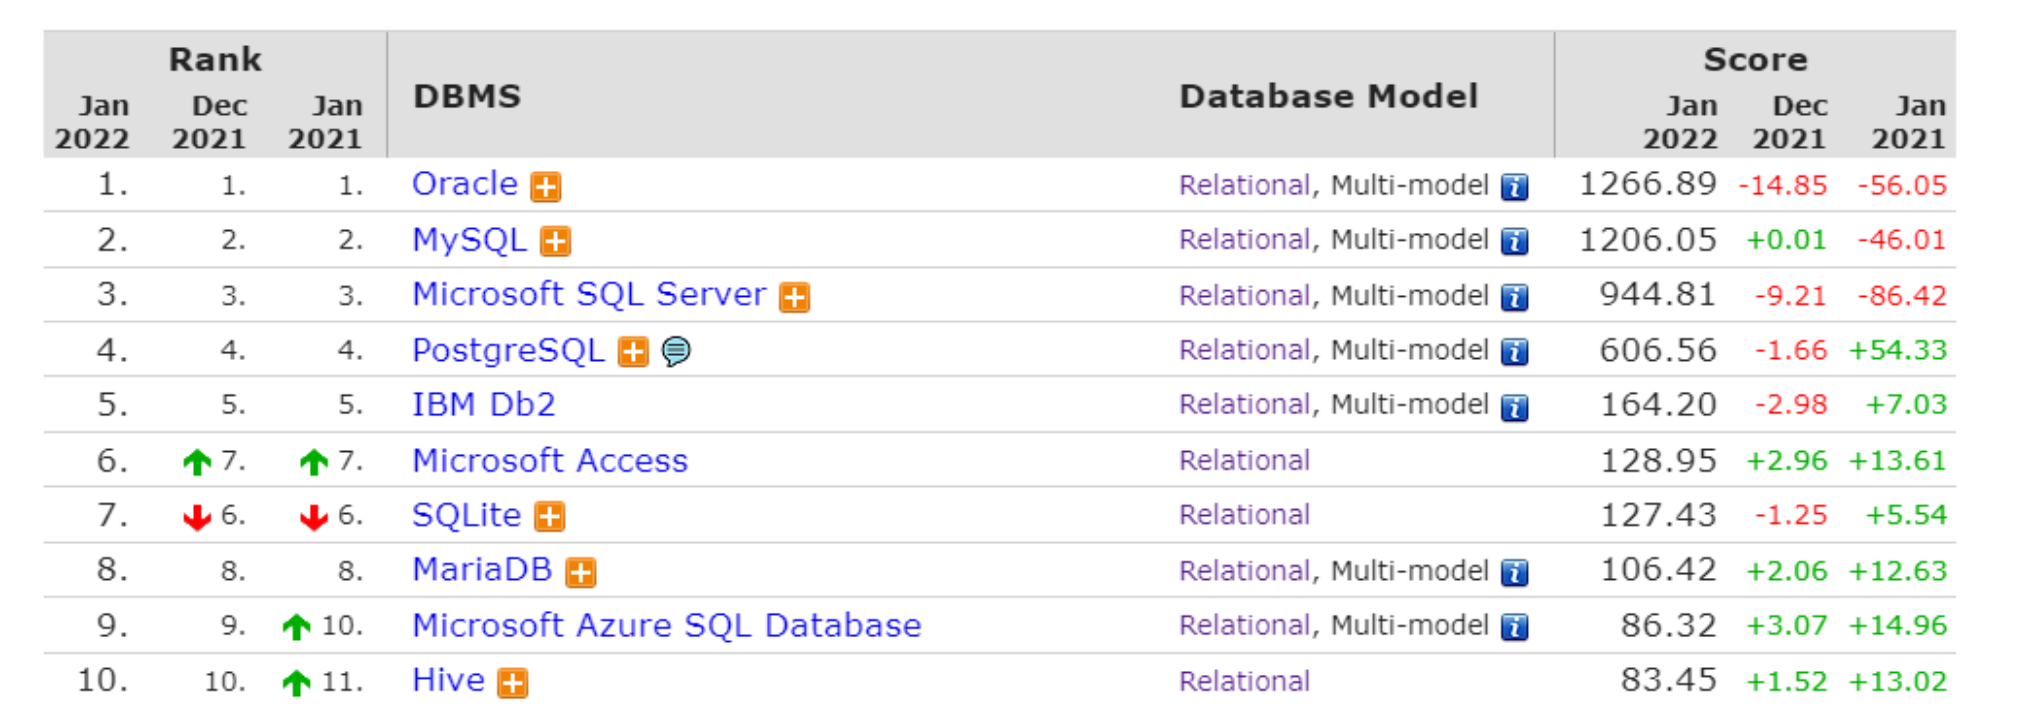 Rank DBMS Database Model Score
Jan 2022 Dec 2021 Jan 2021 Jan 2022 Dec 2021 Jan 2021
1. 1. 1. Oracle Relational, Multi-model 1266.89 -14.85 -56.05
2. 2. 2. MySQL Relational, Multi-model 1206.05 +0.01 -46.01
3. 3. 3. Microsoft SQL Server Relational, Multi-model 944.81 -9.21 -86.42
4. 4. 4. PostgreSQL Relational, Multi-model 606.56 -1.66 +54.33
5. 5. 5. IBM Db2 Relational, Multi-model 164.20 -2.98 +7.03
6. 7. 7. Microsoft Access Relational 128.95 +2.96 +13.61
7. 6. 6. SQLite Relational 127.43 -1.25 +5.54
8. 8. 8. MariaDB Relational, Multi-model 106.42 +2.06 +12.63
9. 9. 10. Microsoft Azure SQL Database Relational, Multi-model 86.32 +3.07 +14.96
10. 10. 11. Hive Relational 83.45 +1.52 +13.02